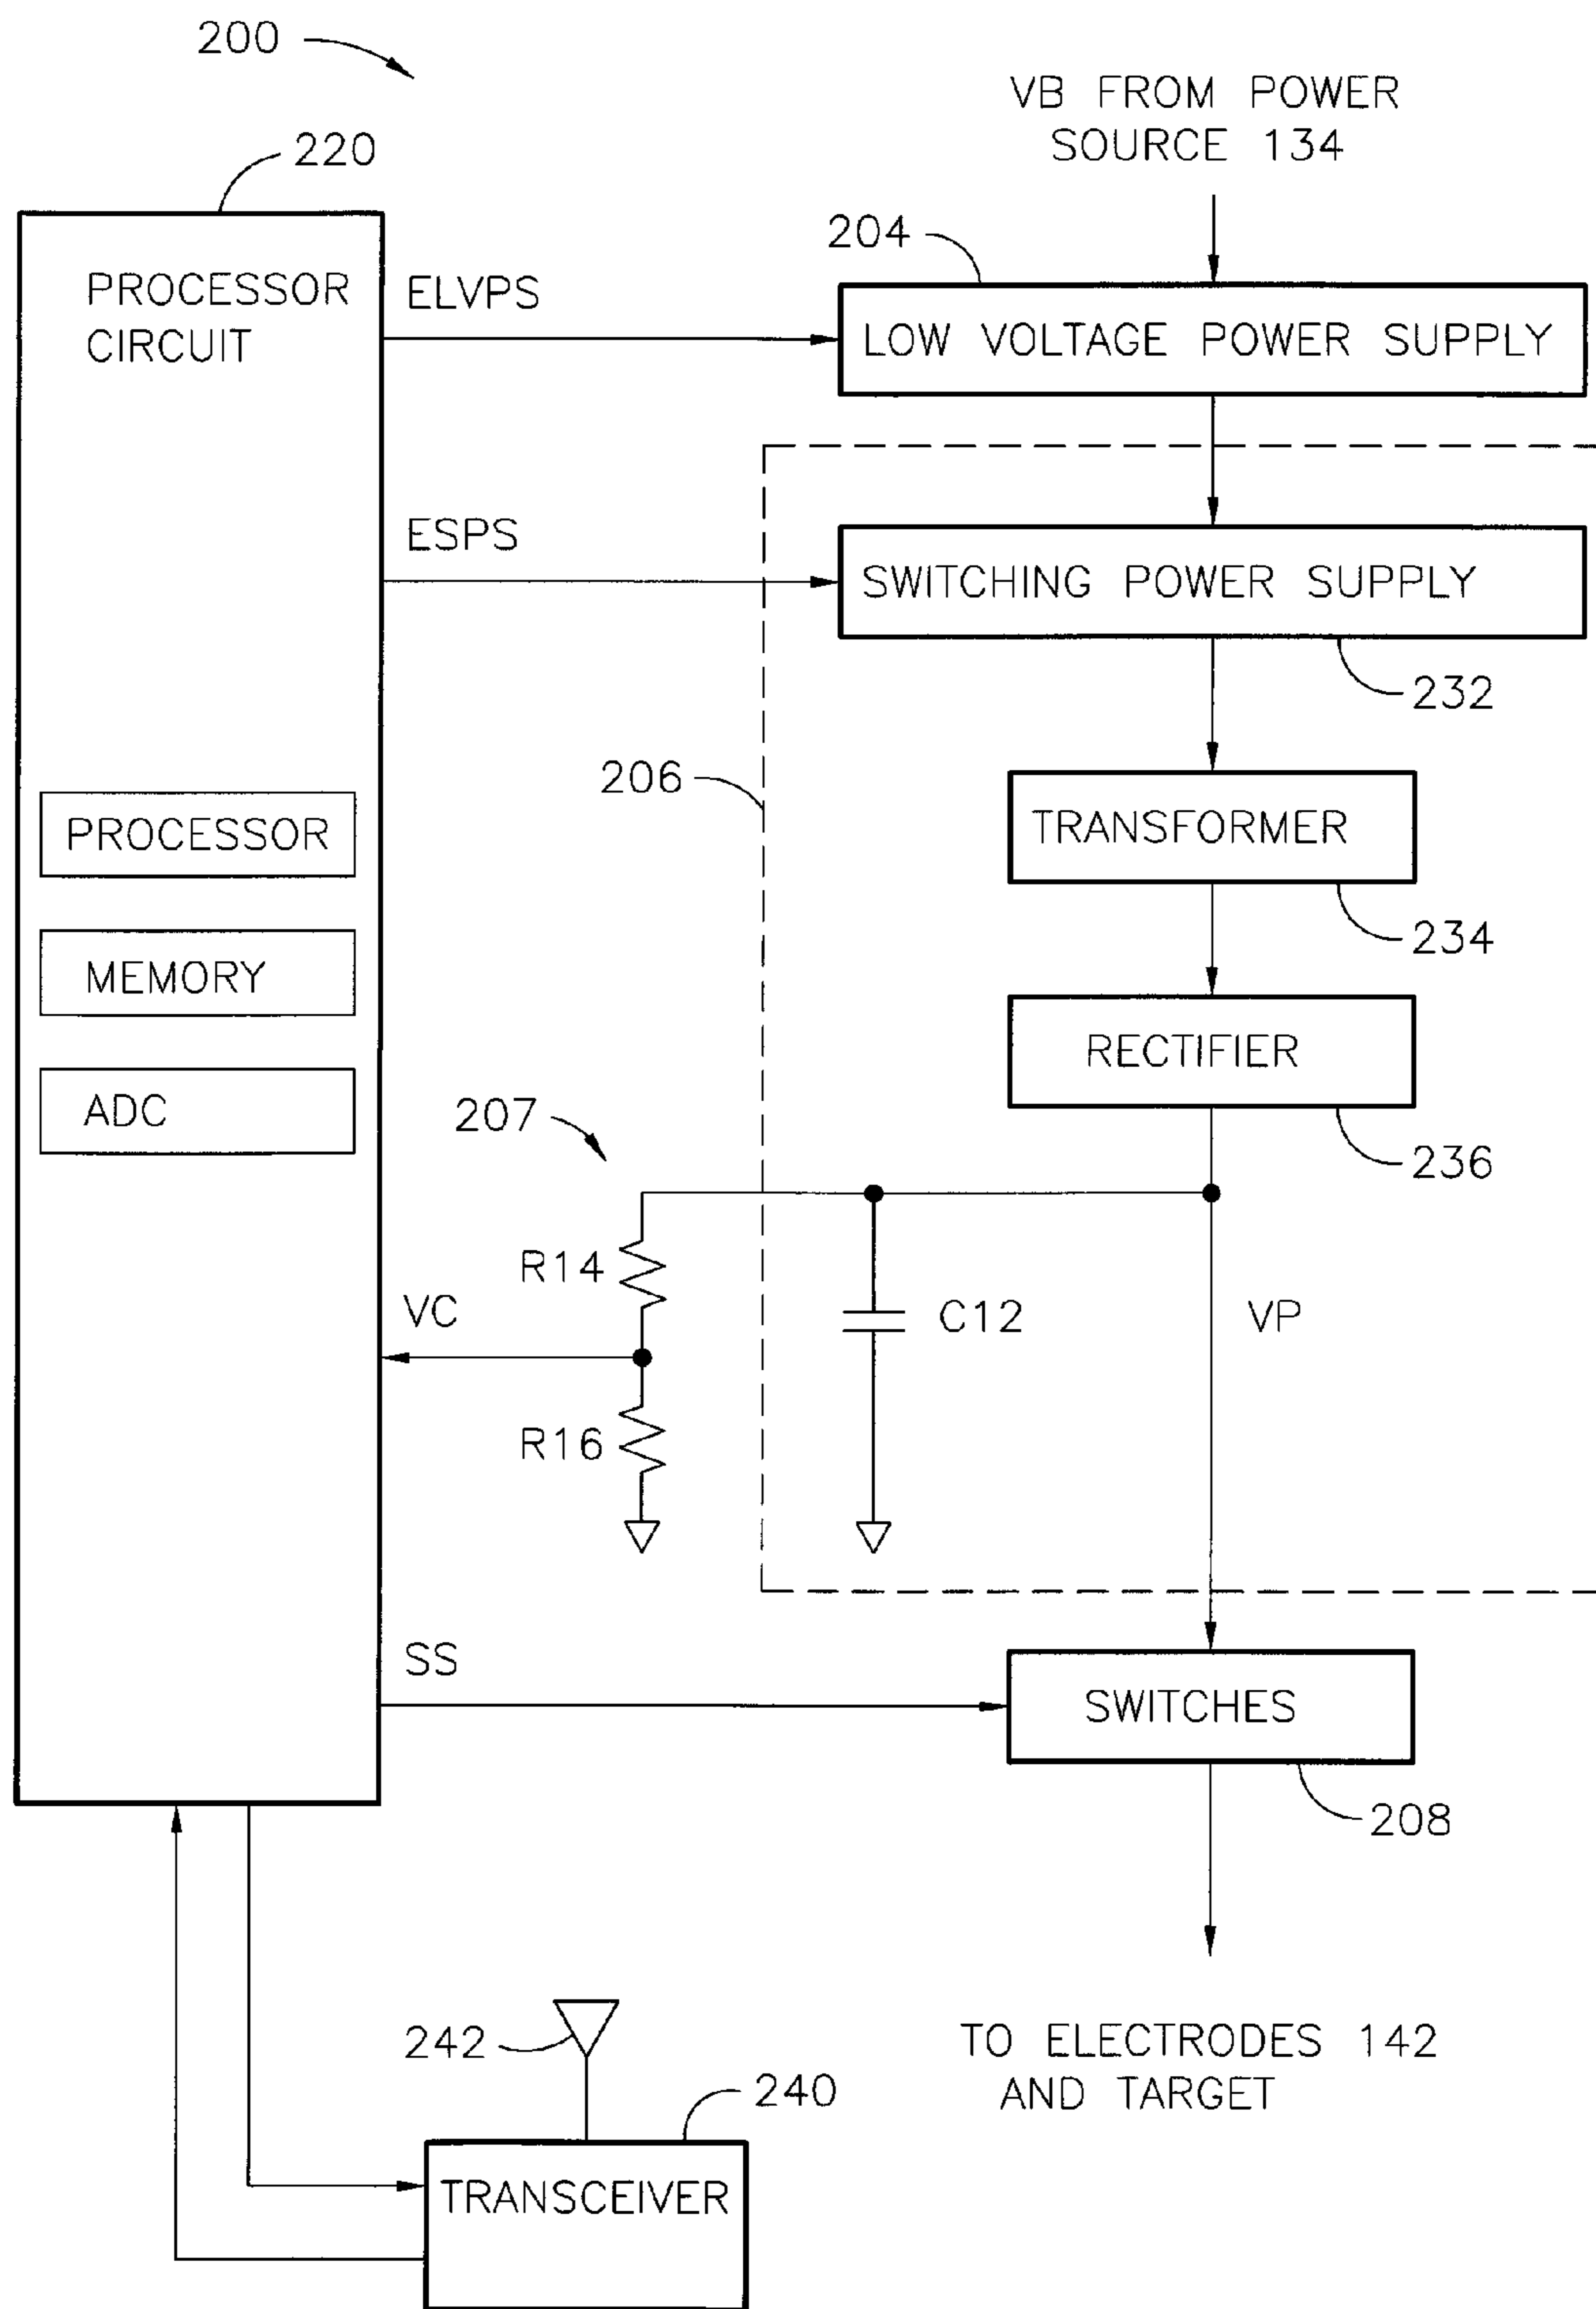 200
VB FROM POWER
SOURCE 134
220
204
PROCESSOR
CIRCUIT
ELVPS
LOW VOLTAGE POWER SUPPLY
ESPS
SWITCHING POWER SUPPLY
232
206
TRANSFORMER
PROCESSOR
234
MEMORY
RECTIFIER
ADC
207
236
R14
VC
C12
VP
R16
SS
SWITCHES
208
242
TO ELECTRODES 142
AND TARGET
240
TRANSCEIVER